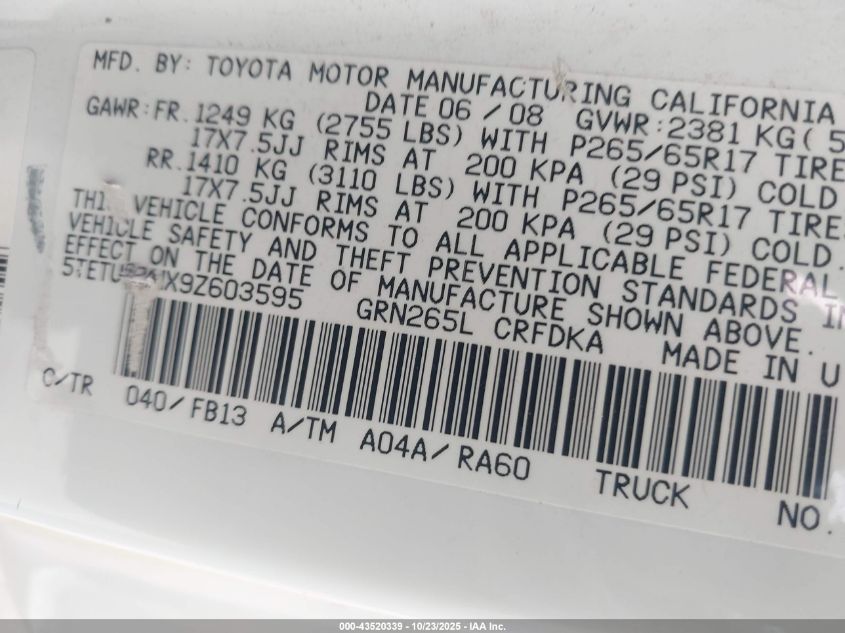 MFD. BY: TOYOTA MOTOR MANUFACTURING CALIFORNIA
DATE 06 / 08 GVWR:2381 KG( 5
GAWR:FR.1249 KG (2755 LBS) WITH P265/65R17 TIRE
17X7.5JJ RIMS AT 200 KPA (29 PSI) COLD
RR.1410 KG (3110 LBS) WITH P265/65R17 TIRE
17X7.5JJ RIMS AT 200 KPA (29 PSI) COLD.
THIS VEHICLE CONFORMS TO ALL APPLICABLE FEDERAL
VEHICLE SAFETY AND THEFT PREVENTION STANDARDS IN
EFFECT ON THE DATE OF MANUFACTURE SHOWN ABOVE.
GRN265L CRFDKA MADE IN U
C/TR 040/FB13 A/TM A04A/RA60 TRUCK NO.
000-43520339 - 10/23/2025 - IAA Inc.